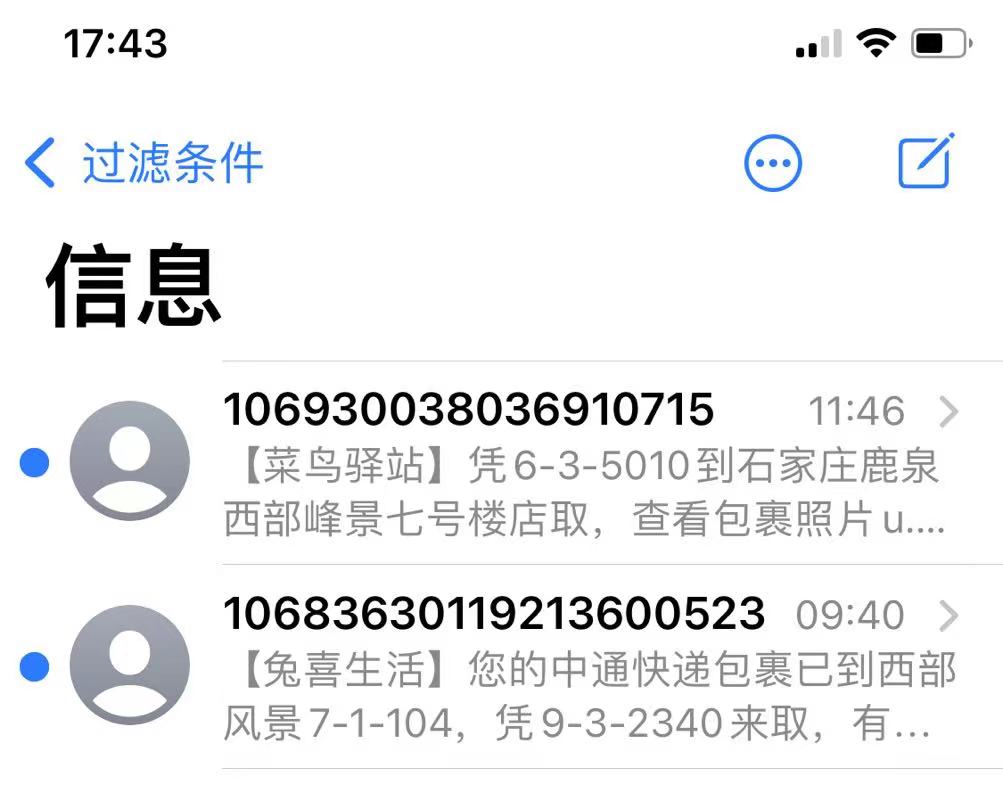 17:43
过滤条件
信息
106930038036910715 11:46
【菜鸟驿站】凭6-3-5010到石家庄鹿泉
西部峰景七号楼店取，查看包裹照片u....
10683630119213600523 09:40
【兔喜生活】您的中通快递包裹已到西部
风景7-1-104，凭9-3-2340来取，有...